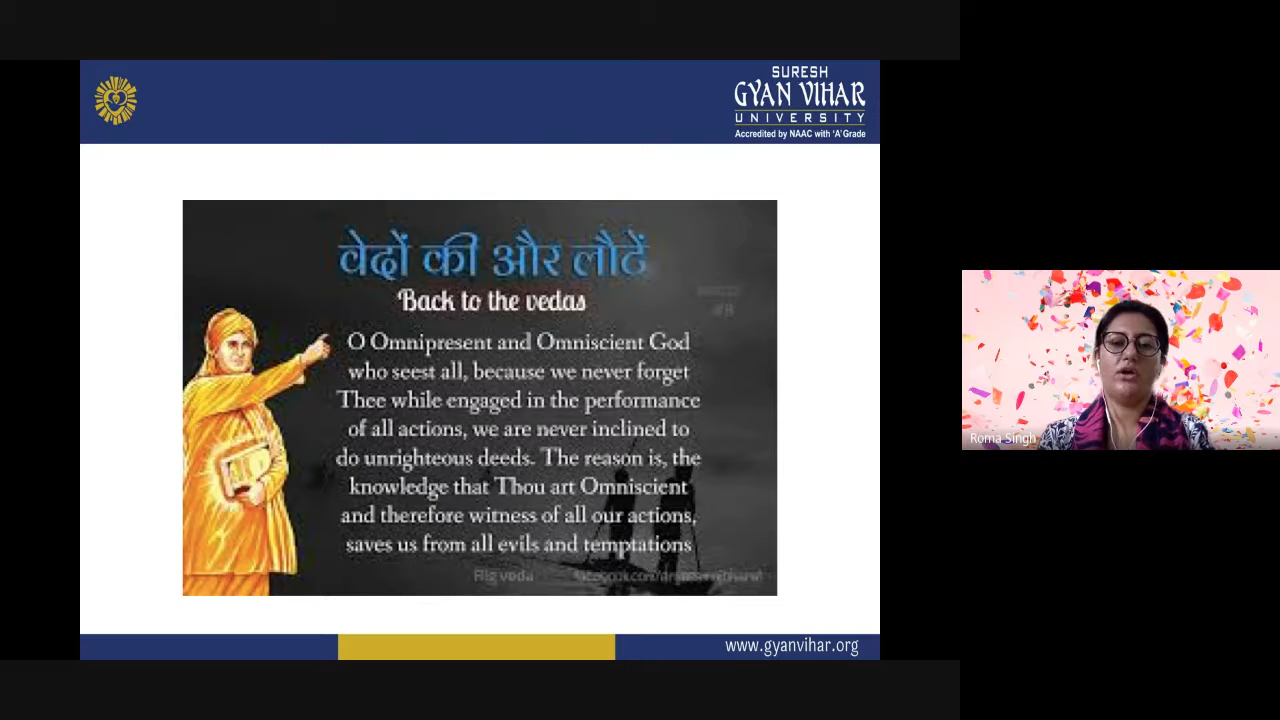 SURESH
GYAN VIHAR
UNIVERSITY
Accredited by NAAC with 'A' Grade
वेदों की और लौटें
Back to the vedas
O Omnipresent and Omniscient God
who seest all, because we never forget
Thee while engaged in the performance
of all actions, we are never inclined to
do unrighteous deeds. The reason is, the
knowledge that Thou art Omniscient
and therefore witness of all our actions,
saves us from all evils and temptations
Rig veda
Roma Singh
www.gyanvihar.org